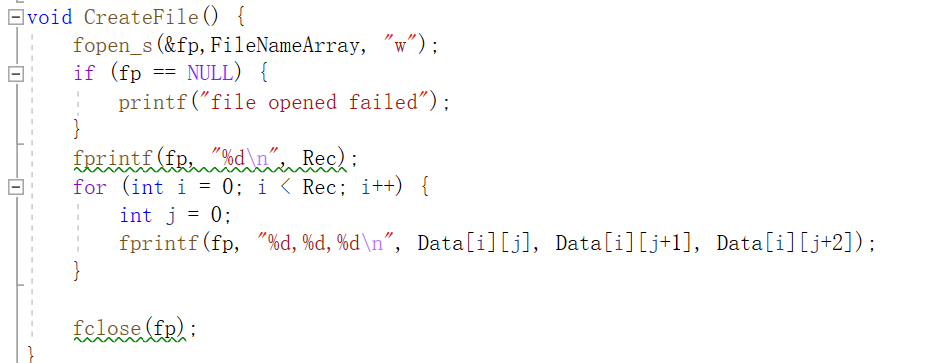 void CreateFile() {
    fopen_s(&fp,FileNameArray, "w");
    if (fp == NULL) {
        printf("file opened failed");
    }
    fprintf(fp, "%d\n", Rec);
    for (int i = 0; i < Rec; i++) {
        int j = 0;
        fprintf(fp, "%d,%d,%d\n", Data[i][j], Data[i][j+1], Data[i][j+2]);
    }

    fclose(fp);
}